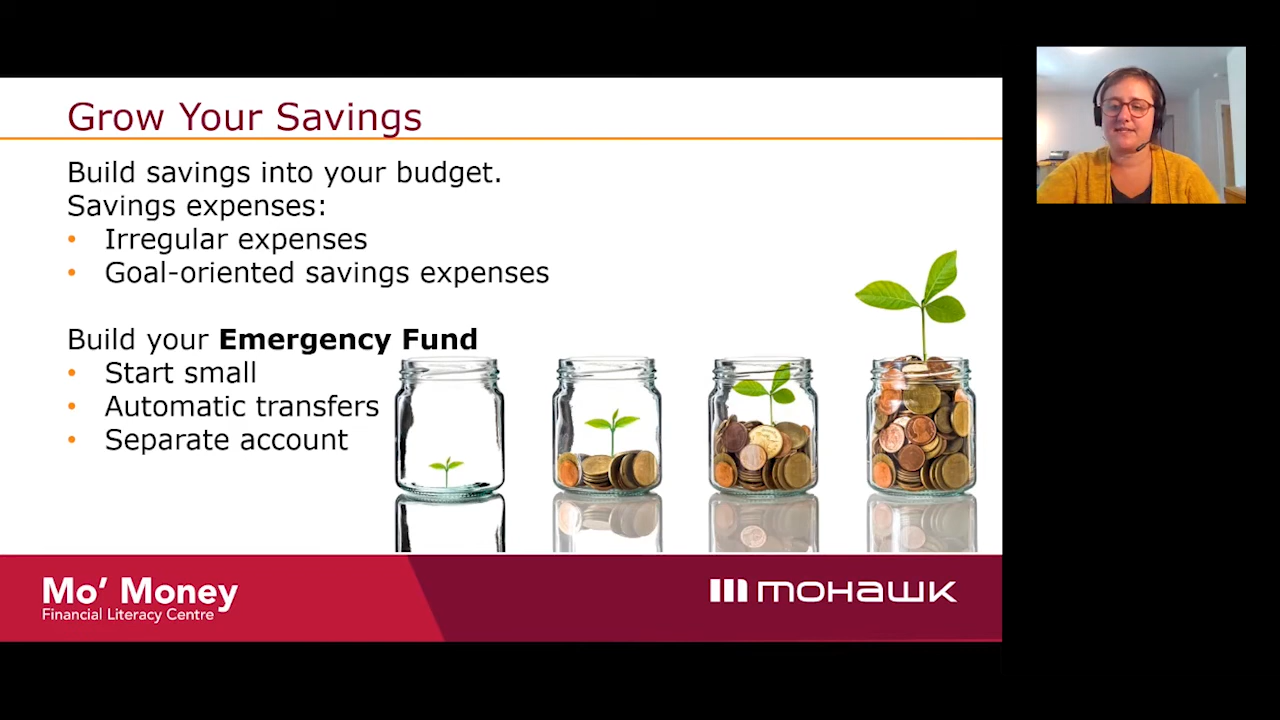 Grow Your Savings
Build savings into your budget.
Savings expenses:
• Irregular expenses
• Goal-oriented savings expenses
Build your Emergency Fund
• Start small
• Automatic transfers
• Separate account
Mo' Money
Financial Literacy Centre
mohawk